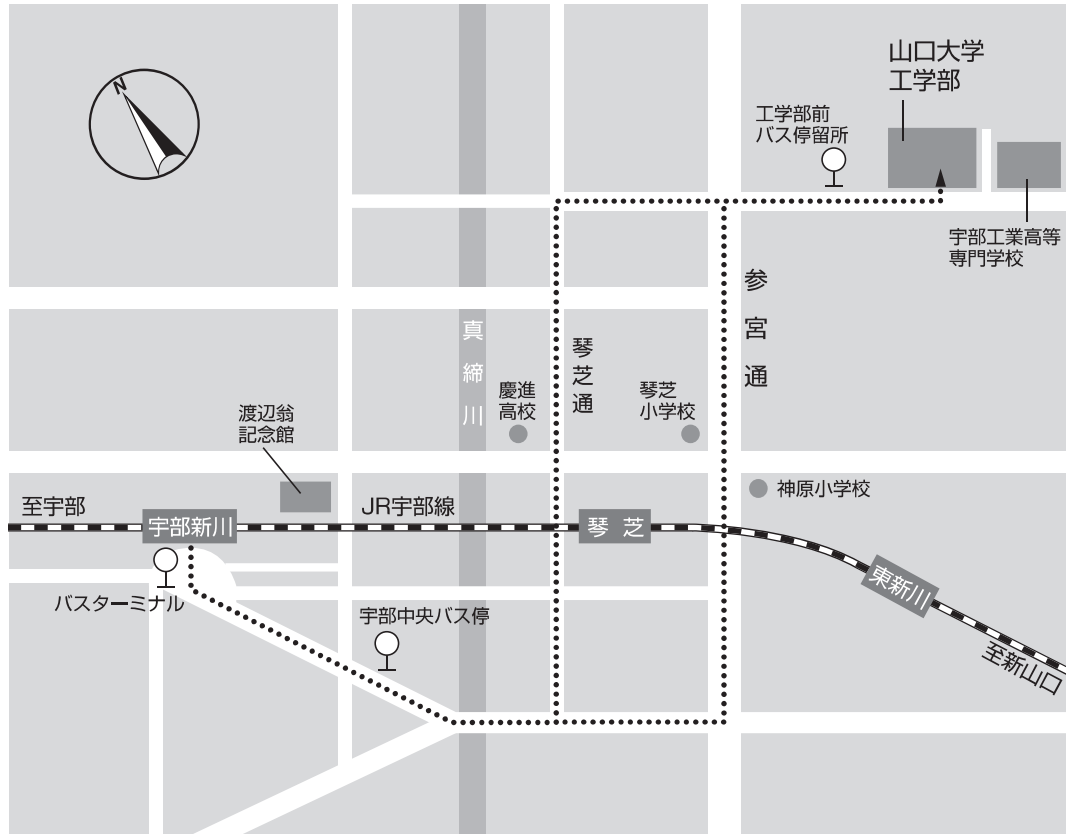 N
山口大学
工学部
工学部前
バス停留所
宇部工業高等
専門学校
参宮通
真締川
琴芝通
慶進
高校
琴芝
小学校
渡辺翁
記念館
至宇部
宇部新川
JR宇部線
琴芝
神原小学校
東新川
至新山口
バスターミナル
宇部中央バス停